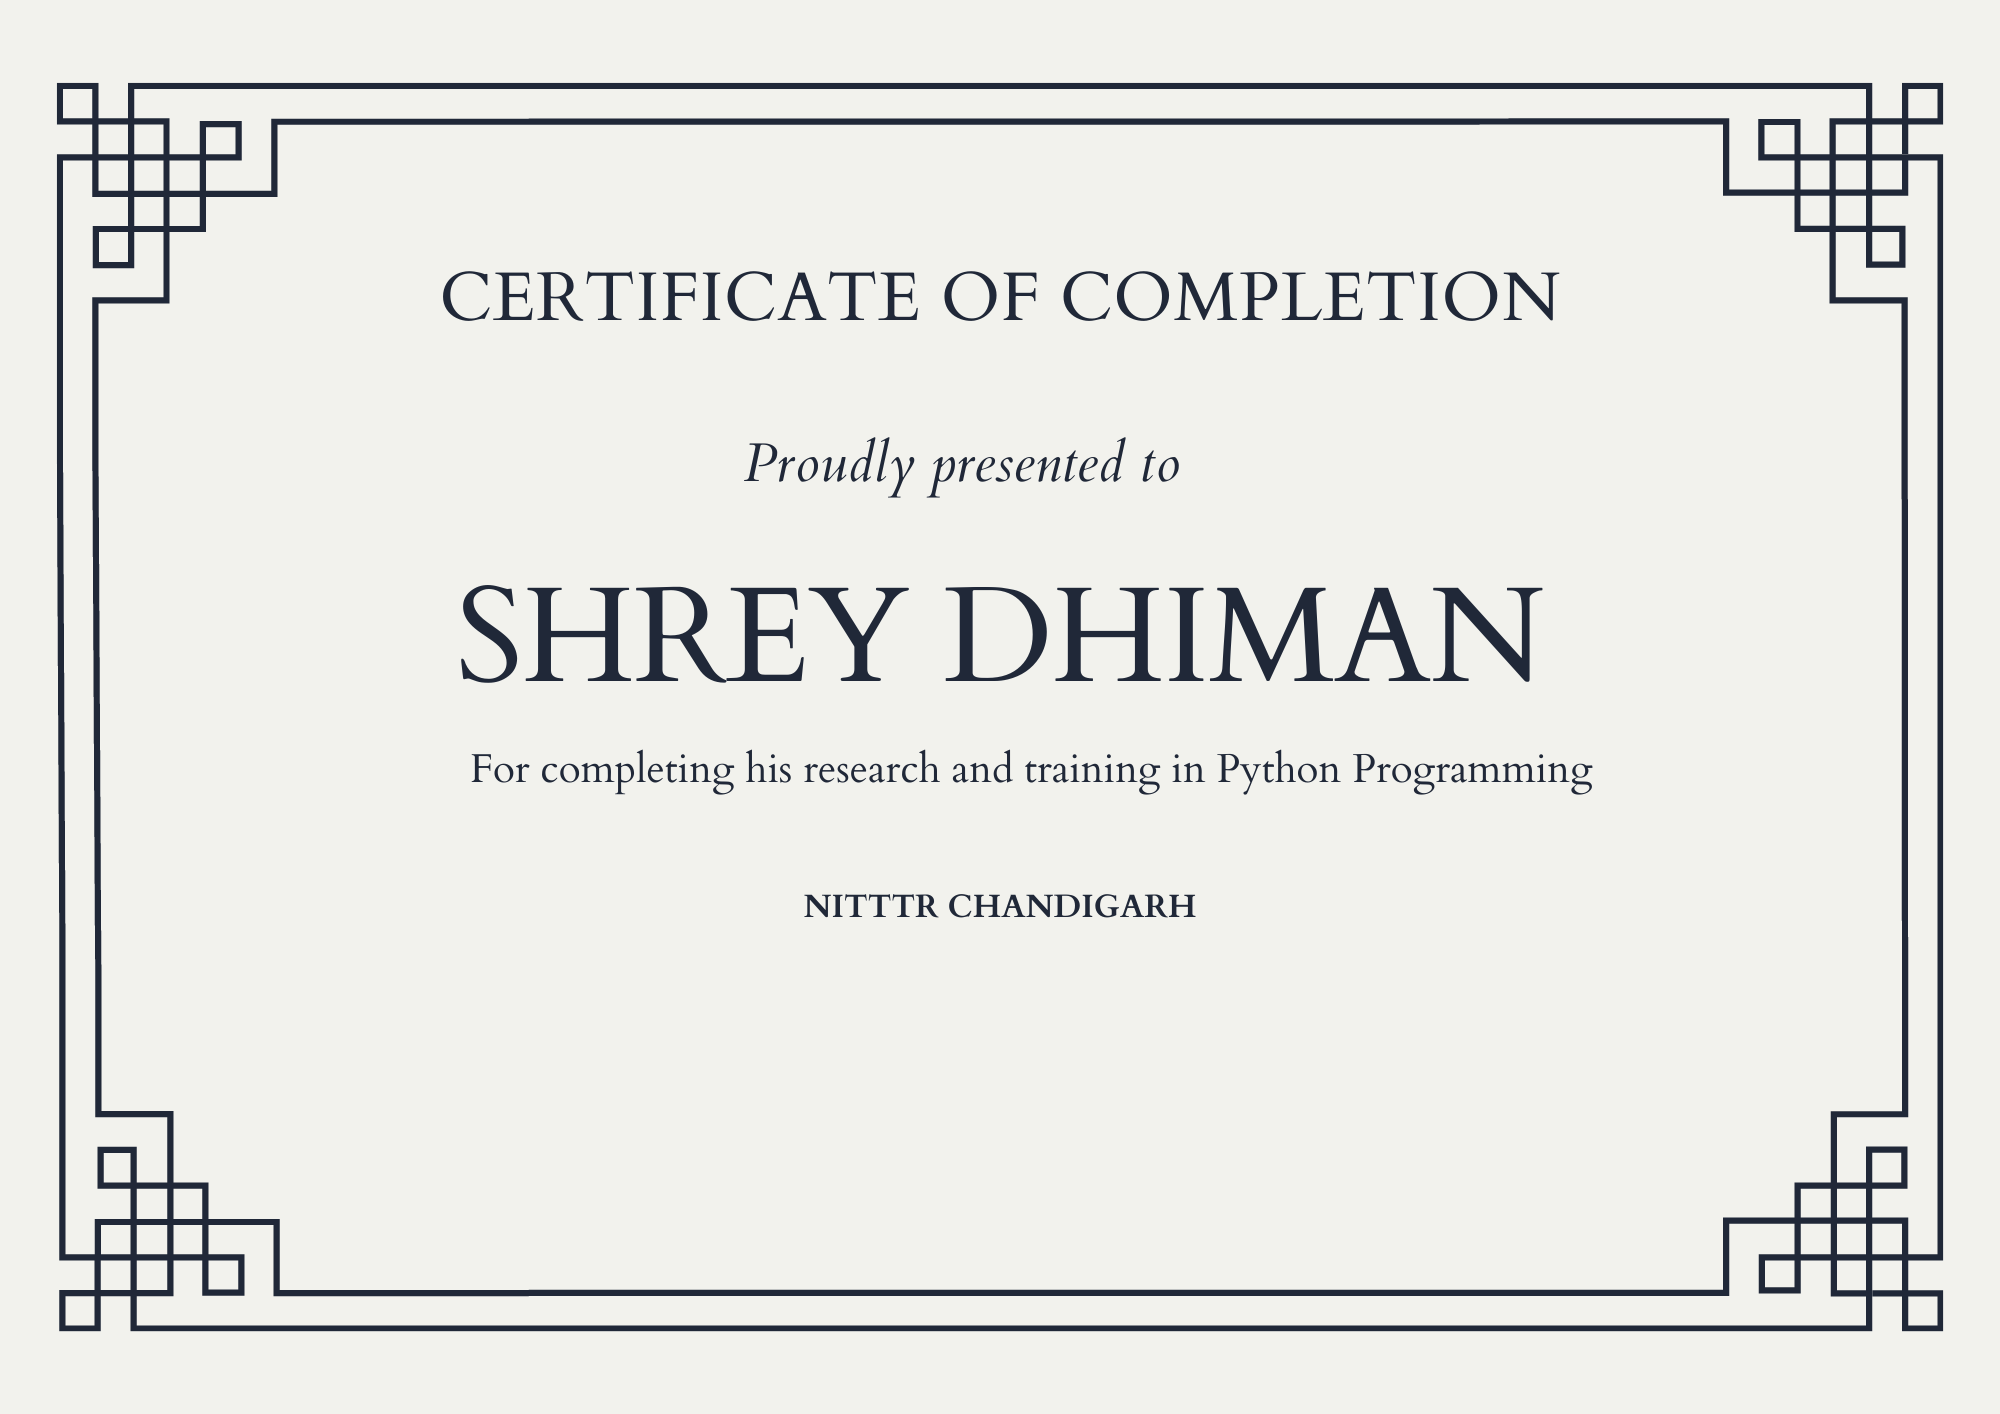 CERTIFICATE OF COMPLETION
Proudly presented to
SHREY DHIMAN
For completing his research and training in Python Programming
NITTTR CHANDIGARH